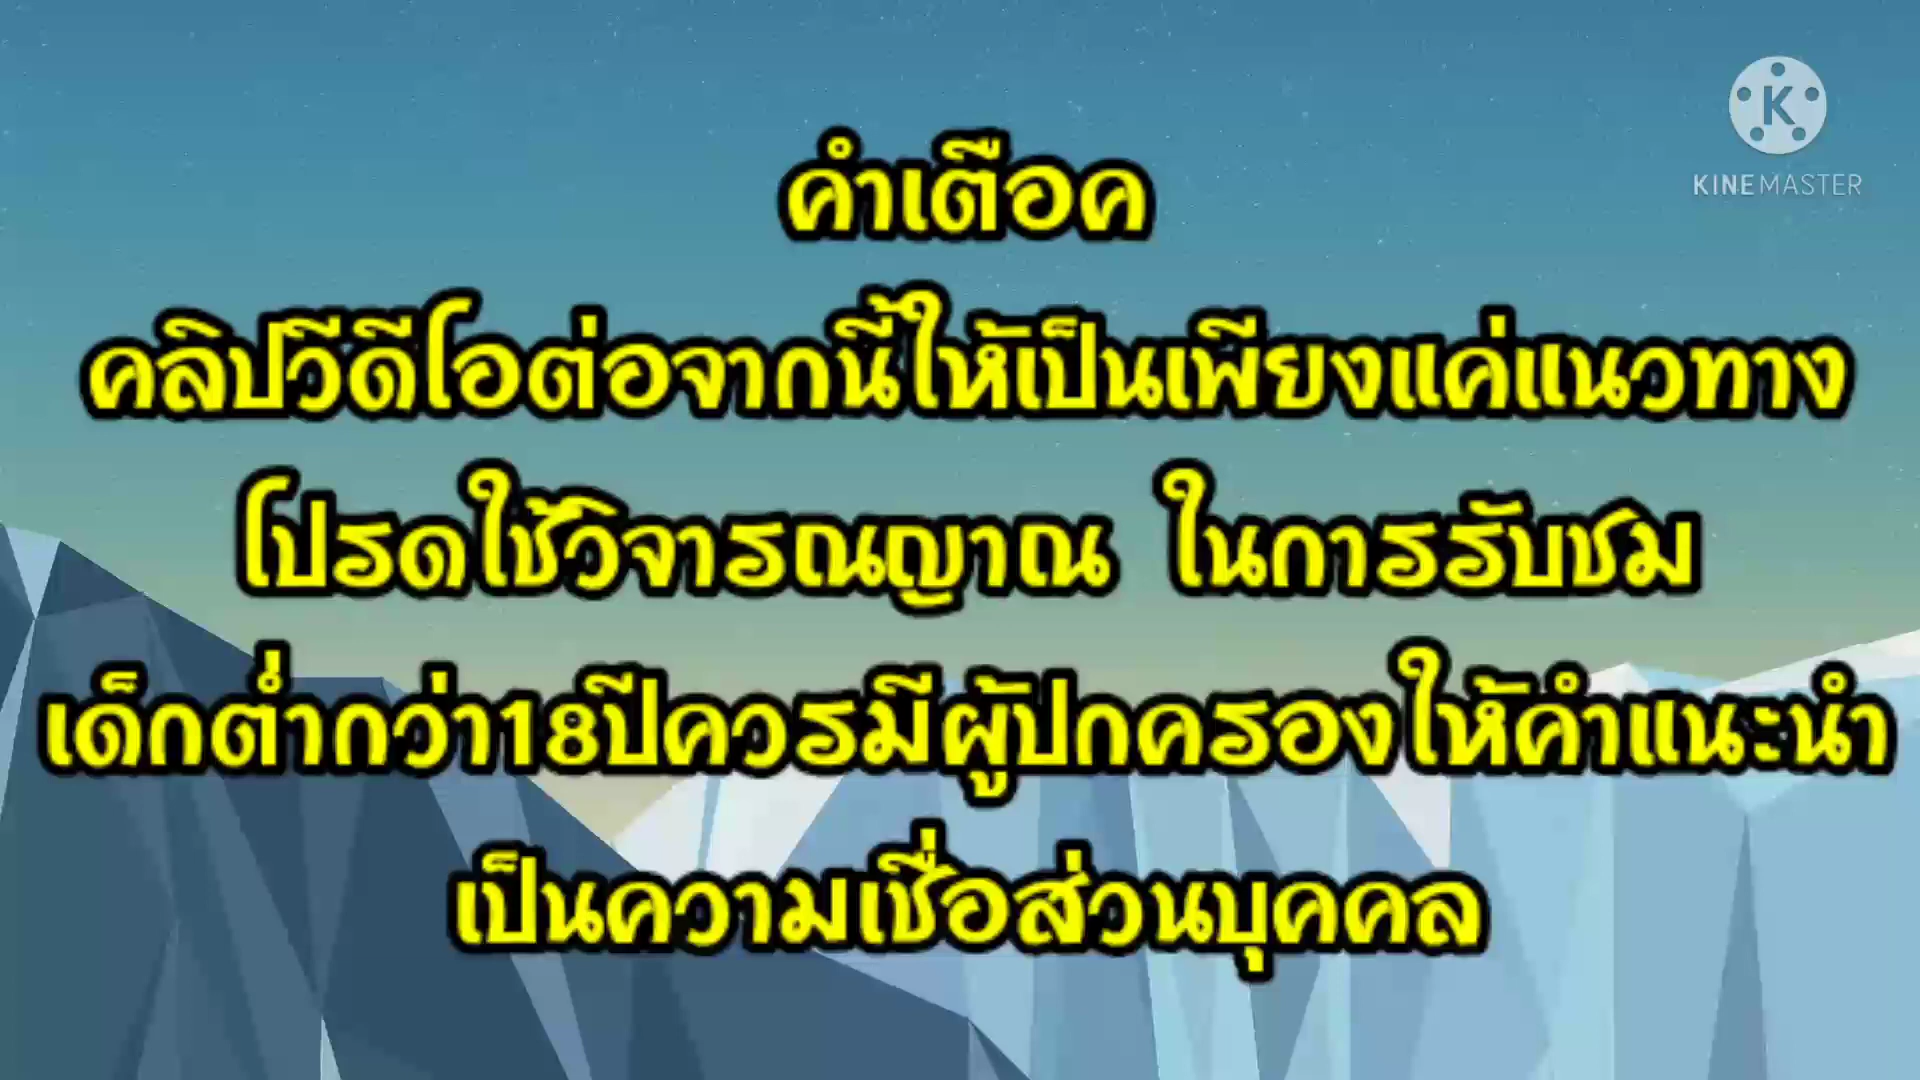 KINEMASTER
คำเตือค
คลิปวีดีโอต่อจากนี้ให้เป็นเพียงแค่แนวทาง
โปรดใช้วิจารณญาณ ในการรับชม
เด็กต่ำกว่า18ปีควรมีผู้ปกครองให้คำแนะนำ
เป็นความเชื่อส่วนบุคคล